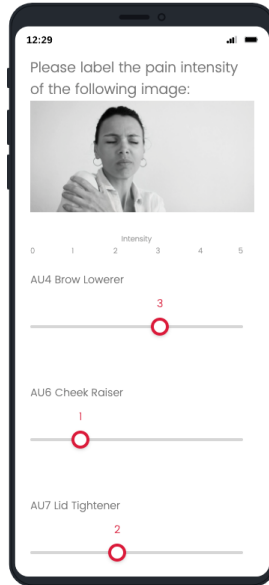 12:29
Please label the pain intensity
of the following image:
Intensity
0 1 2 3 4 5
AU4 Brow Lowerer
3
AU6 Cheek Raiser
1
AU7 Lid Tightener
2